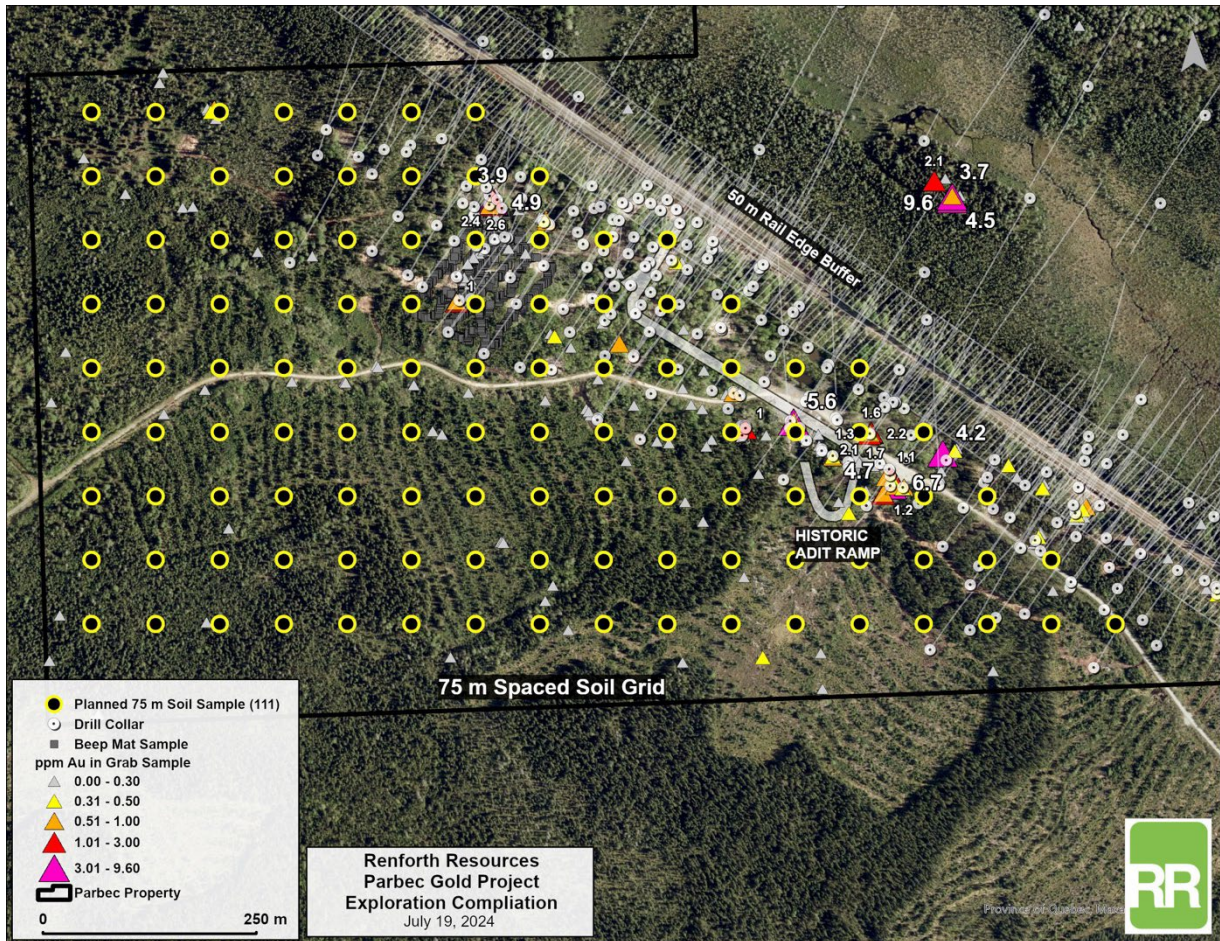 50 m Rail Edge Buffer
2.1
3.7
9.6
4.5
3.9
4.9
2.4
2.6
1
5.6
1
1.6
1.3
2.2
4.2
2.1
1.7
1.1
4.7
6.7
1.2
HISTORIC
ADIT RAMP
75 m Spaced Soil Grid
Planned 75 m Soil Sample (111)
Drill Collar
Beep Mat Sample
ppm Au in Grab Sample
0.00 - 0.30
0.31 - 0.50
0.51 - 1.00
1.01 - 3.00
3.01 - 9.60
Parbec Property
0
250 m
Renforth Resources
Parbec Gold Project
Exploration Compliation
July 19, 2024
Province of Quebec, Maxa
RR